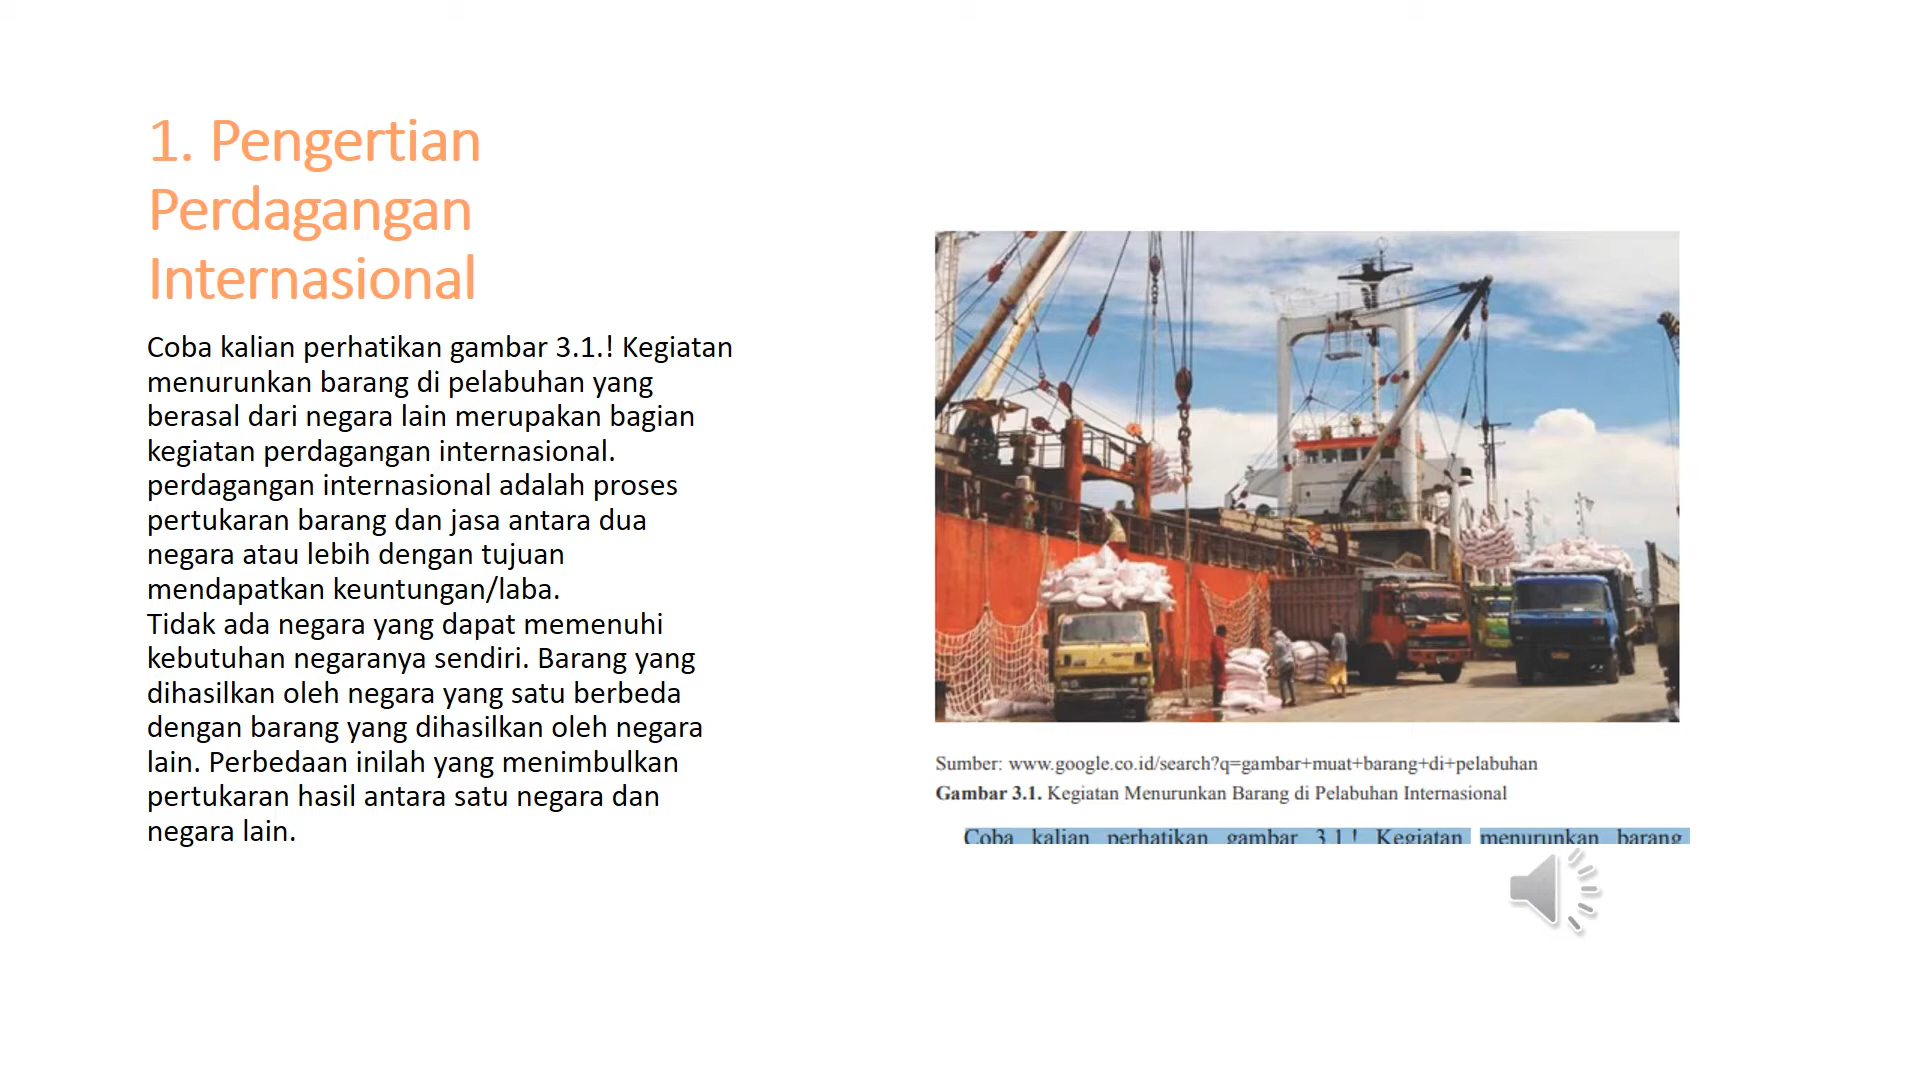 1. Pengertian
Perdagangan
Internasional
Coba kalian perhatikan gambar 3.1.! Kegiatan
menurunkan barang di pelabuhan yang
berasal dari negara lain merupakan bagian
kegiatan perdagangan internasional.
perdagangan internasional adalah proses
pertukaran barang dan jasa antara dua
negara atau lebih dengan tujuan
mendapatkan keuntungan/laba.
Tidak ada negara yang dapat memenuhi
kebutuhan negaranya sendiri. Barang yang
dihasilkan oleh negara yang satu berbeda
dengan barang yang dihasilkan oleh negara
lain. Perbedaan inilah yang menimbulkan
pertukaran hasil antara satu negara dan
negara lain.
Sumber: www.google.co.id/search?q=gambar+muat+barang+di+pelabuhan
Gambar 3.1. Kegiatan Menurunkan Barang di Pelabuhan Internasional
Coba kalian perhatikan gambar 3.1.! Kegiatan menurunkan barang